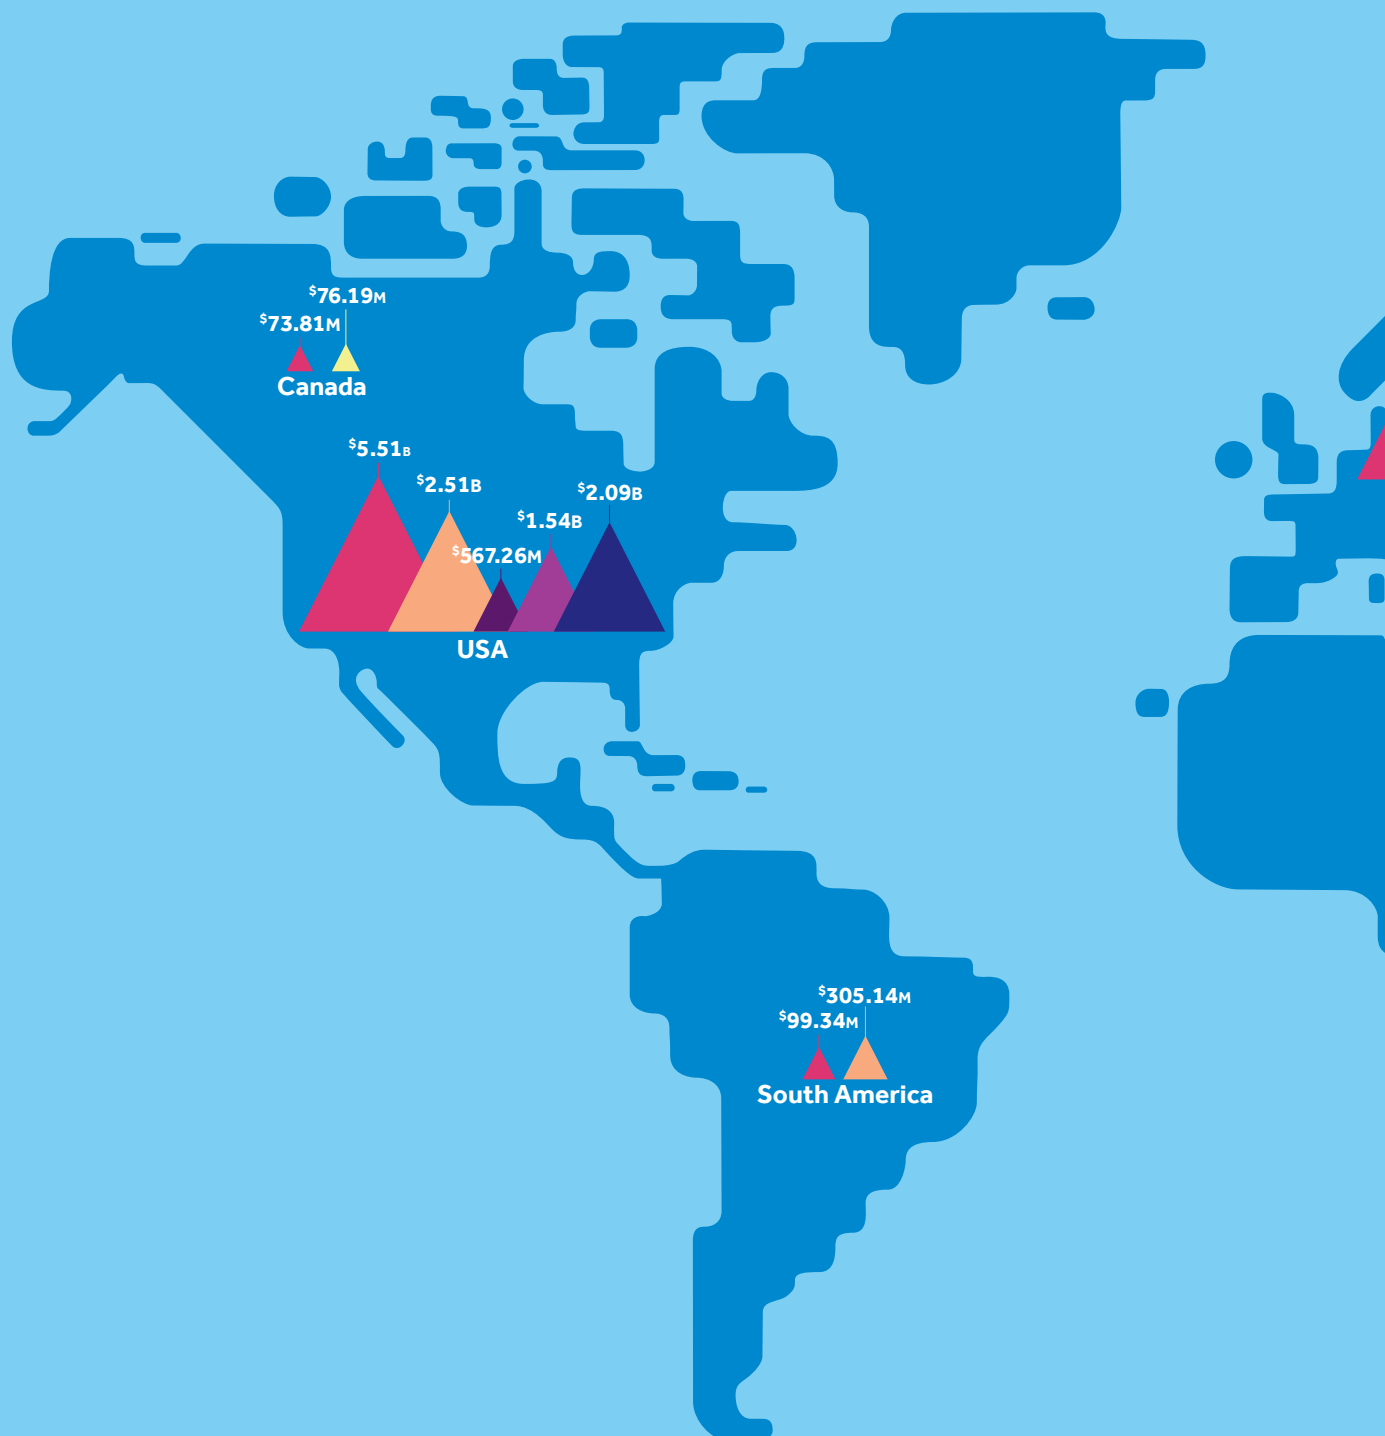 $76.19M
$73.81M
Canada
$5.51B
$2.51B
$567.26M
$1.54B
$2.09B
USA
$305.14M
$99.34M
South America